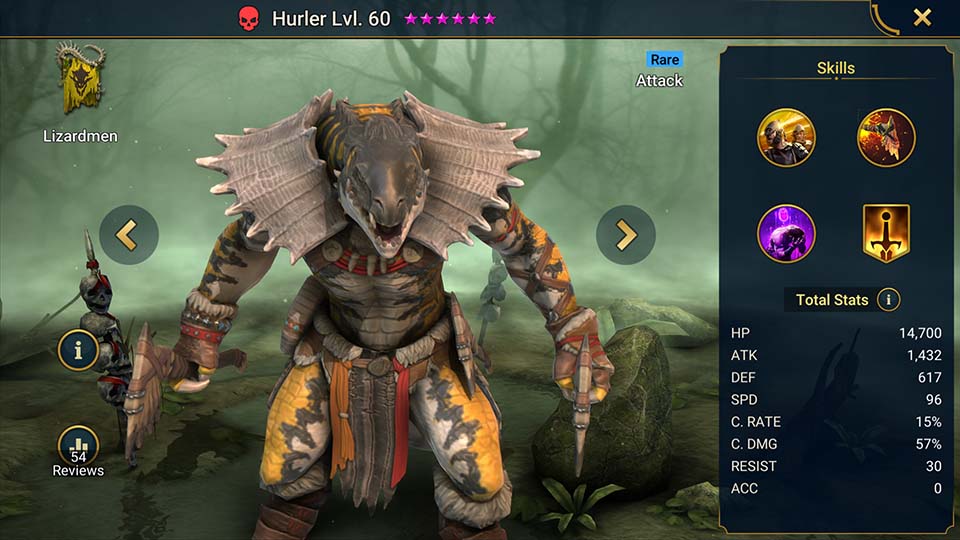 Hurler Lvl. 60
Rare
Attack
Lizardmen
54
Reviews
Skills
Total Stats i
HP 14,700
ATK 1,432
DEF 617
SPD 96
C. RATE 15%
C. DMG 57%
RESIST 30
ACC 0